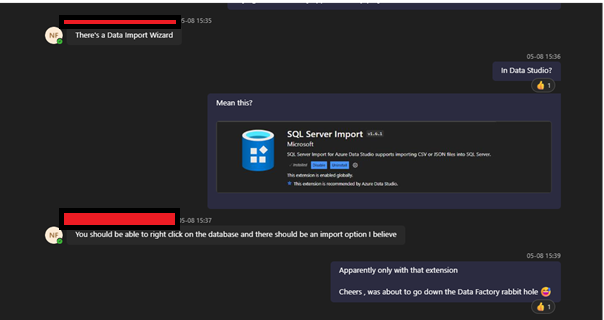 05-08 15:35
NF
There's a Data Import Wizard
05-08 15:36
In Data Studio?
👍 1
Mean this?
SQL Server Import v1.4.1
Microsoft
SQL Server Import for Azure Data Studio supports importing CSV or JSON files into SQL Server.
Disable Uninstall
This extension is enabled globally.
This extension is recommended by Azure Data Studio.
05-08 15:37
NF
You should be able to right click on the database and there should be an import option I believe
05-08 15:39
Apparently only with that extension
Cheers , was about to go down the Data Factory rabbit hole 😅
👍 1